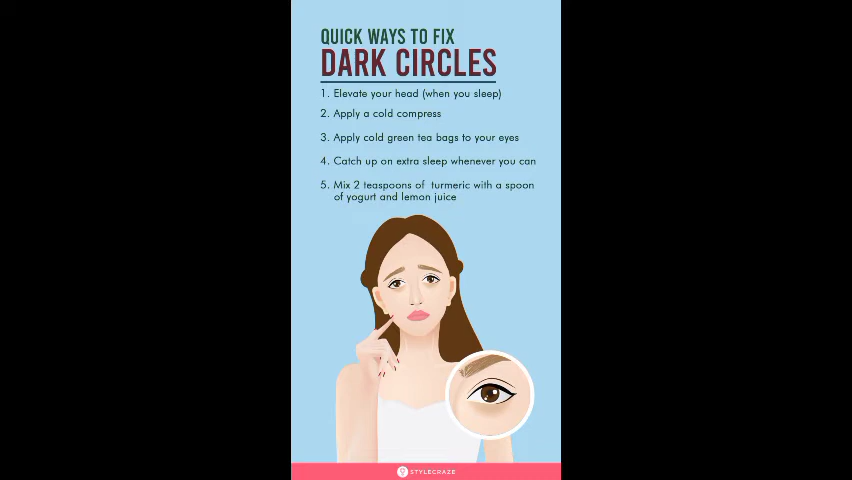 QUICK WAYS TO FIX
DARK CIRCLES
1. Elevate your head (when you sleep)
2. Apply a cold compress
3. Apply cold green tea bags to your eyes
4. Catch up on extra sleep whenever you can
5. Mix 2 teaspoons of turmeric with a spoon
of yogurt and lemon juice
STYLECRAZE